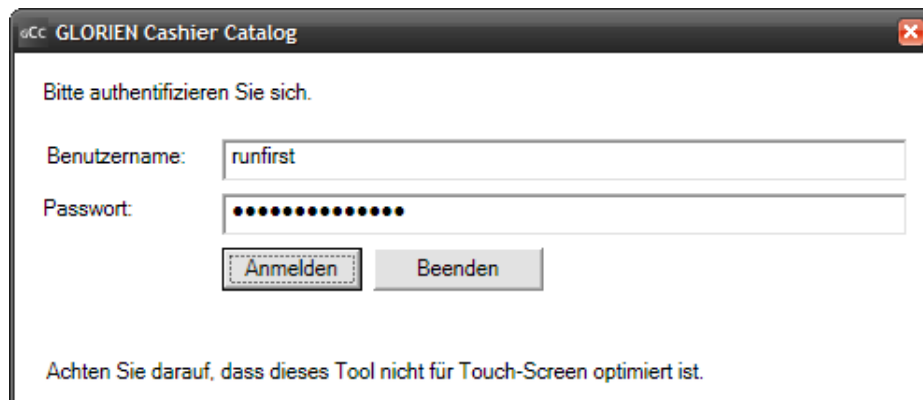 GCC GLORIEN Cashier Catalog
Bitte authentifizieren Sie sich.
Benutzername: runfirst
Passwort: ●●●●●●●●●●●●●●
Anmelden Beenden
Achten Sie darauf, dass dieses Tool nicht für Touch-Screen optimiert ist.